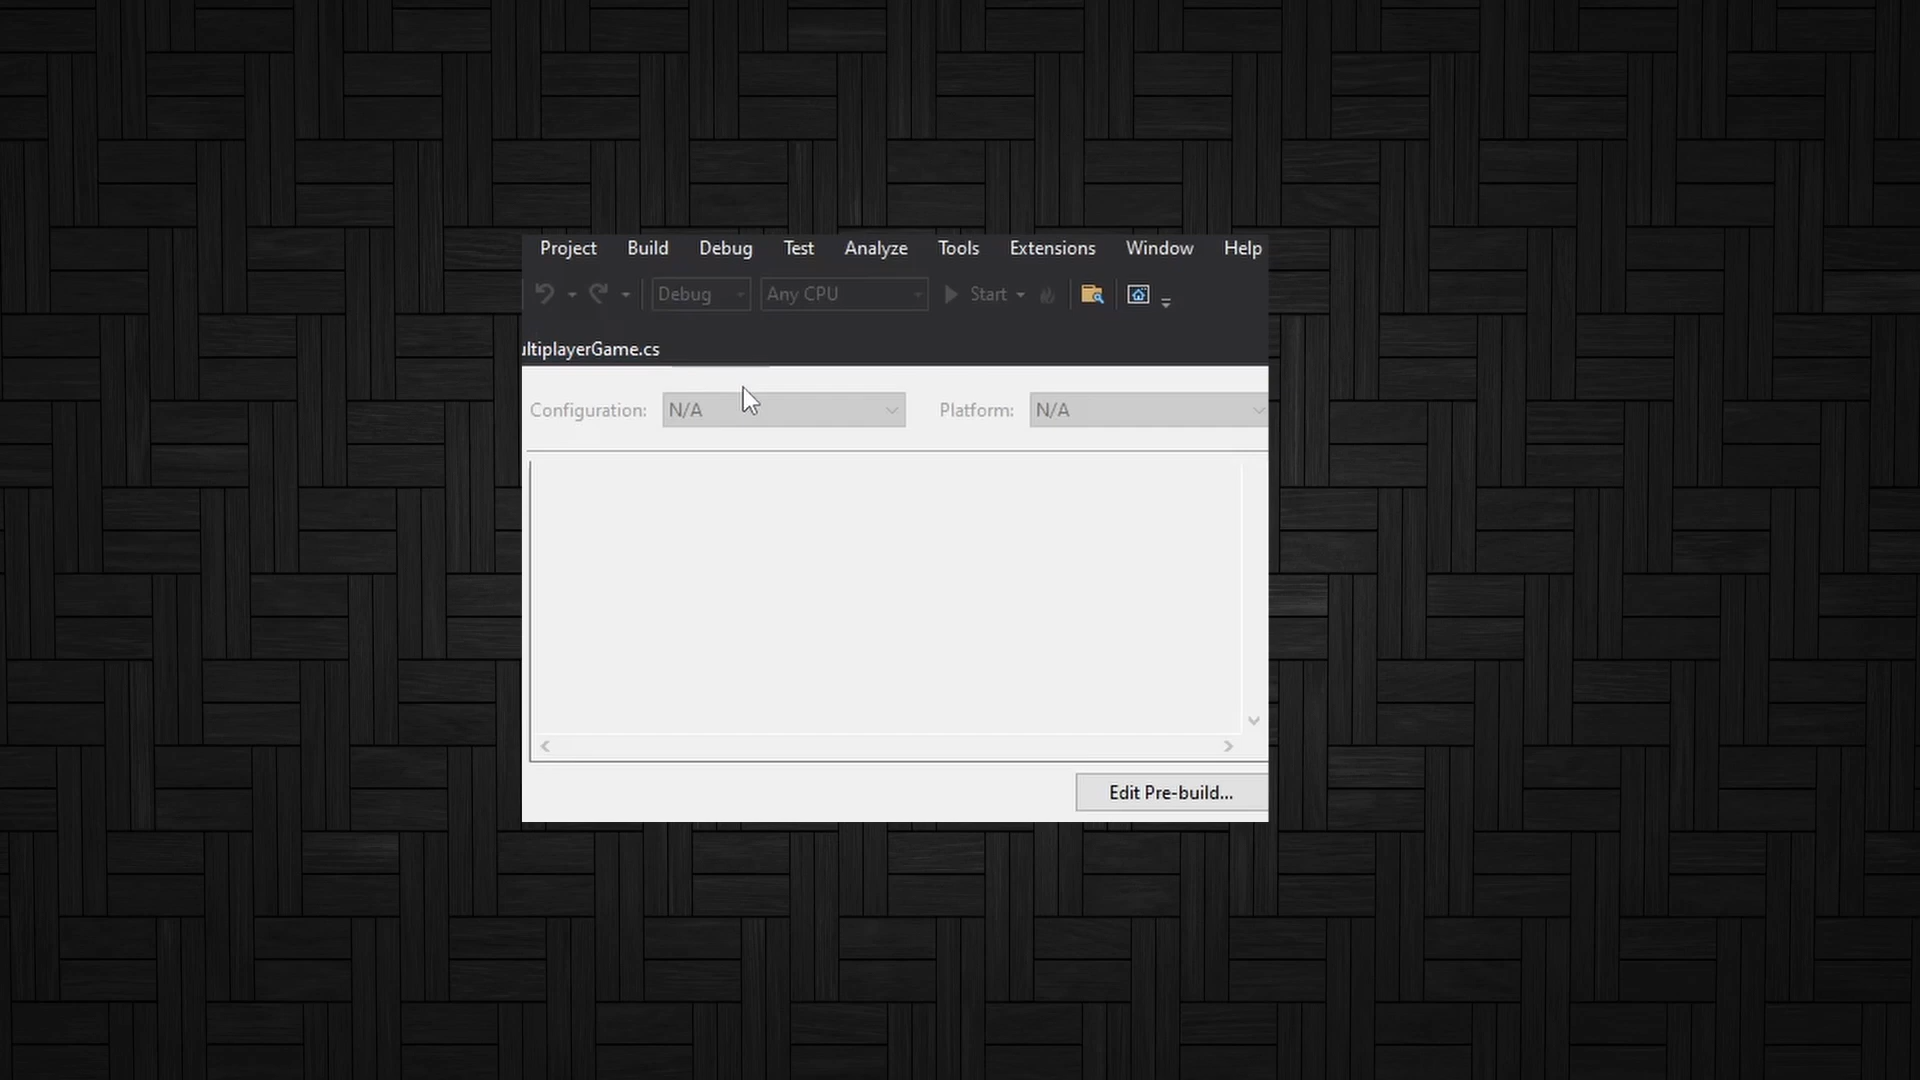 Project Build Debug Test Analyze Tools Extensions Window Help
Debug Any CPU Start
ltiplayerGame.cs
Configuration: N/A Platform: N/A
Edit Pre-build...